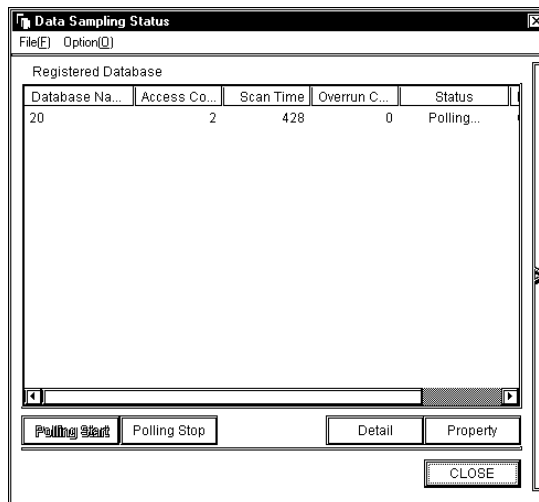 Data Sampling Status
File(F) Option(O)
Registered Database
Database Na... Access Co... Scan Time Overrun C... Status
20 2 428 0 Polling...
Polling Start Polling Stop Detail Property
CLOSE